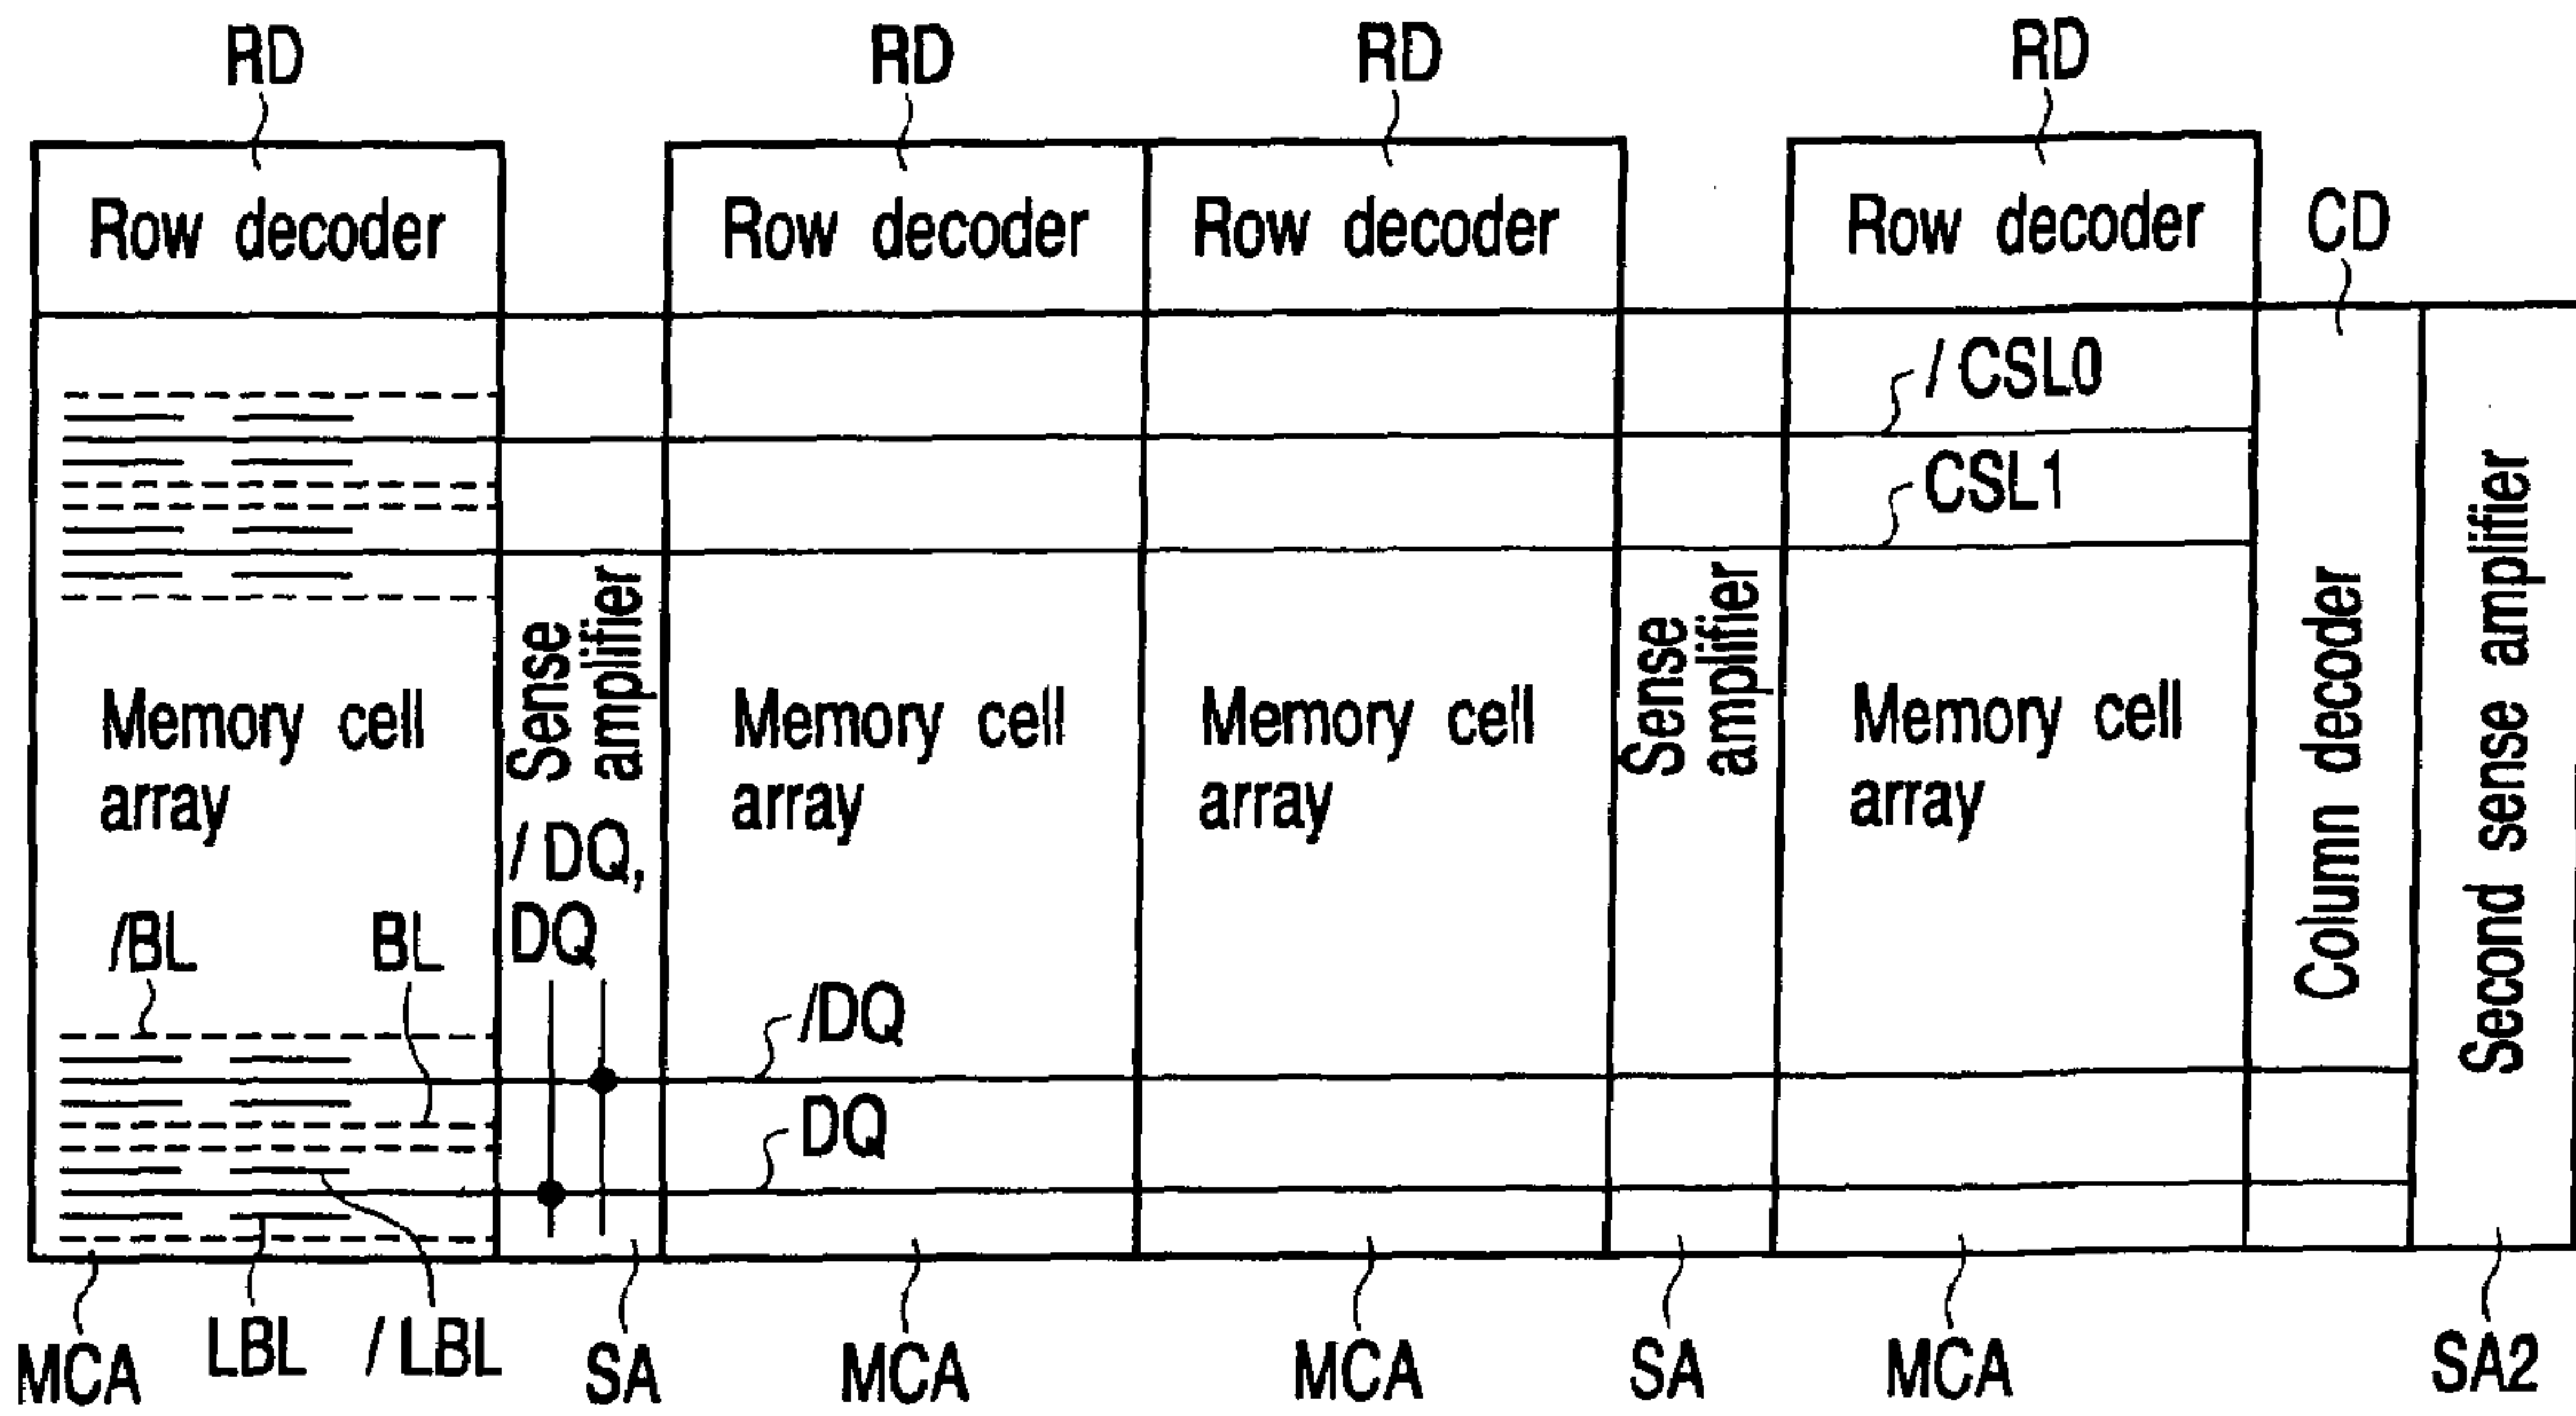 RD RD RD RD
Row decoder Row decoder Row decoder Row decoder
CD
/ CSL0
CSL1
Memory cell
array
Sense
amplifier
Memory cell
array
Memory cell
array
Sense
amplifier
Memory cell
array
Column decoder
Second sense amplifier
/ DQ,
DQ
/BL BL
/DQ
DQ
MCA LBL / LBL SA MCA MCA SA MCA SA2